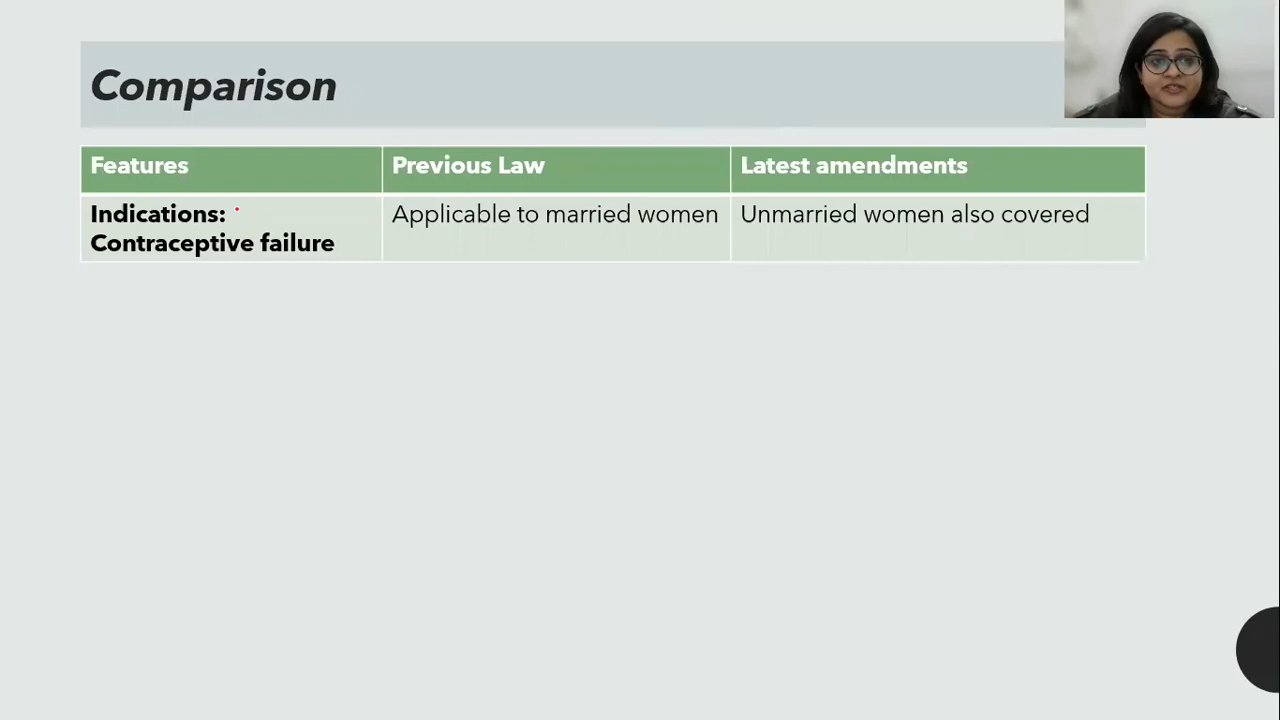 Comparison
Features Previous Law Latest amendments
Indications: Applicable to married women Unmarried women also covered
Contraceptive failure